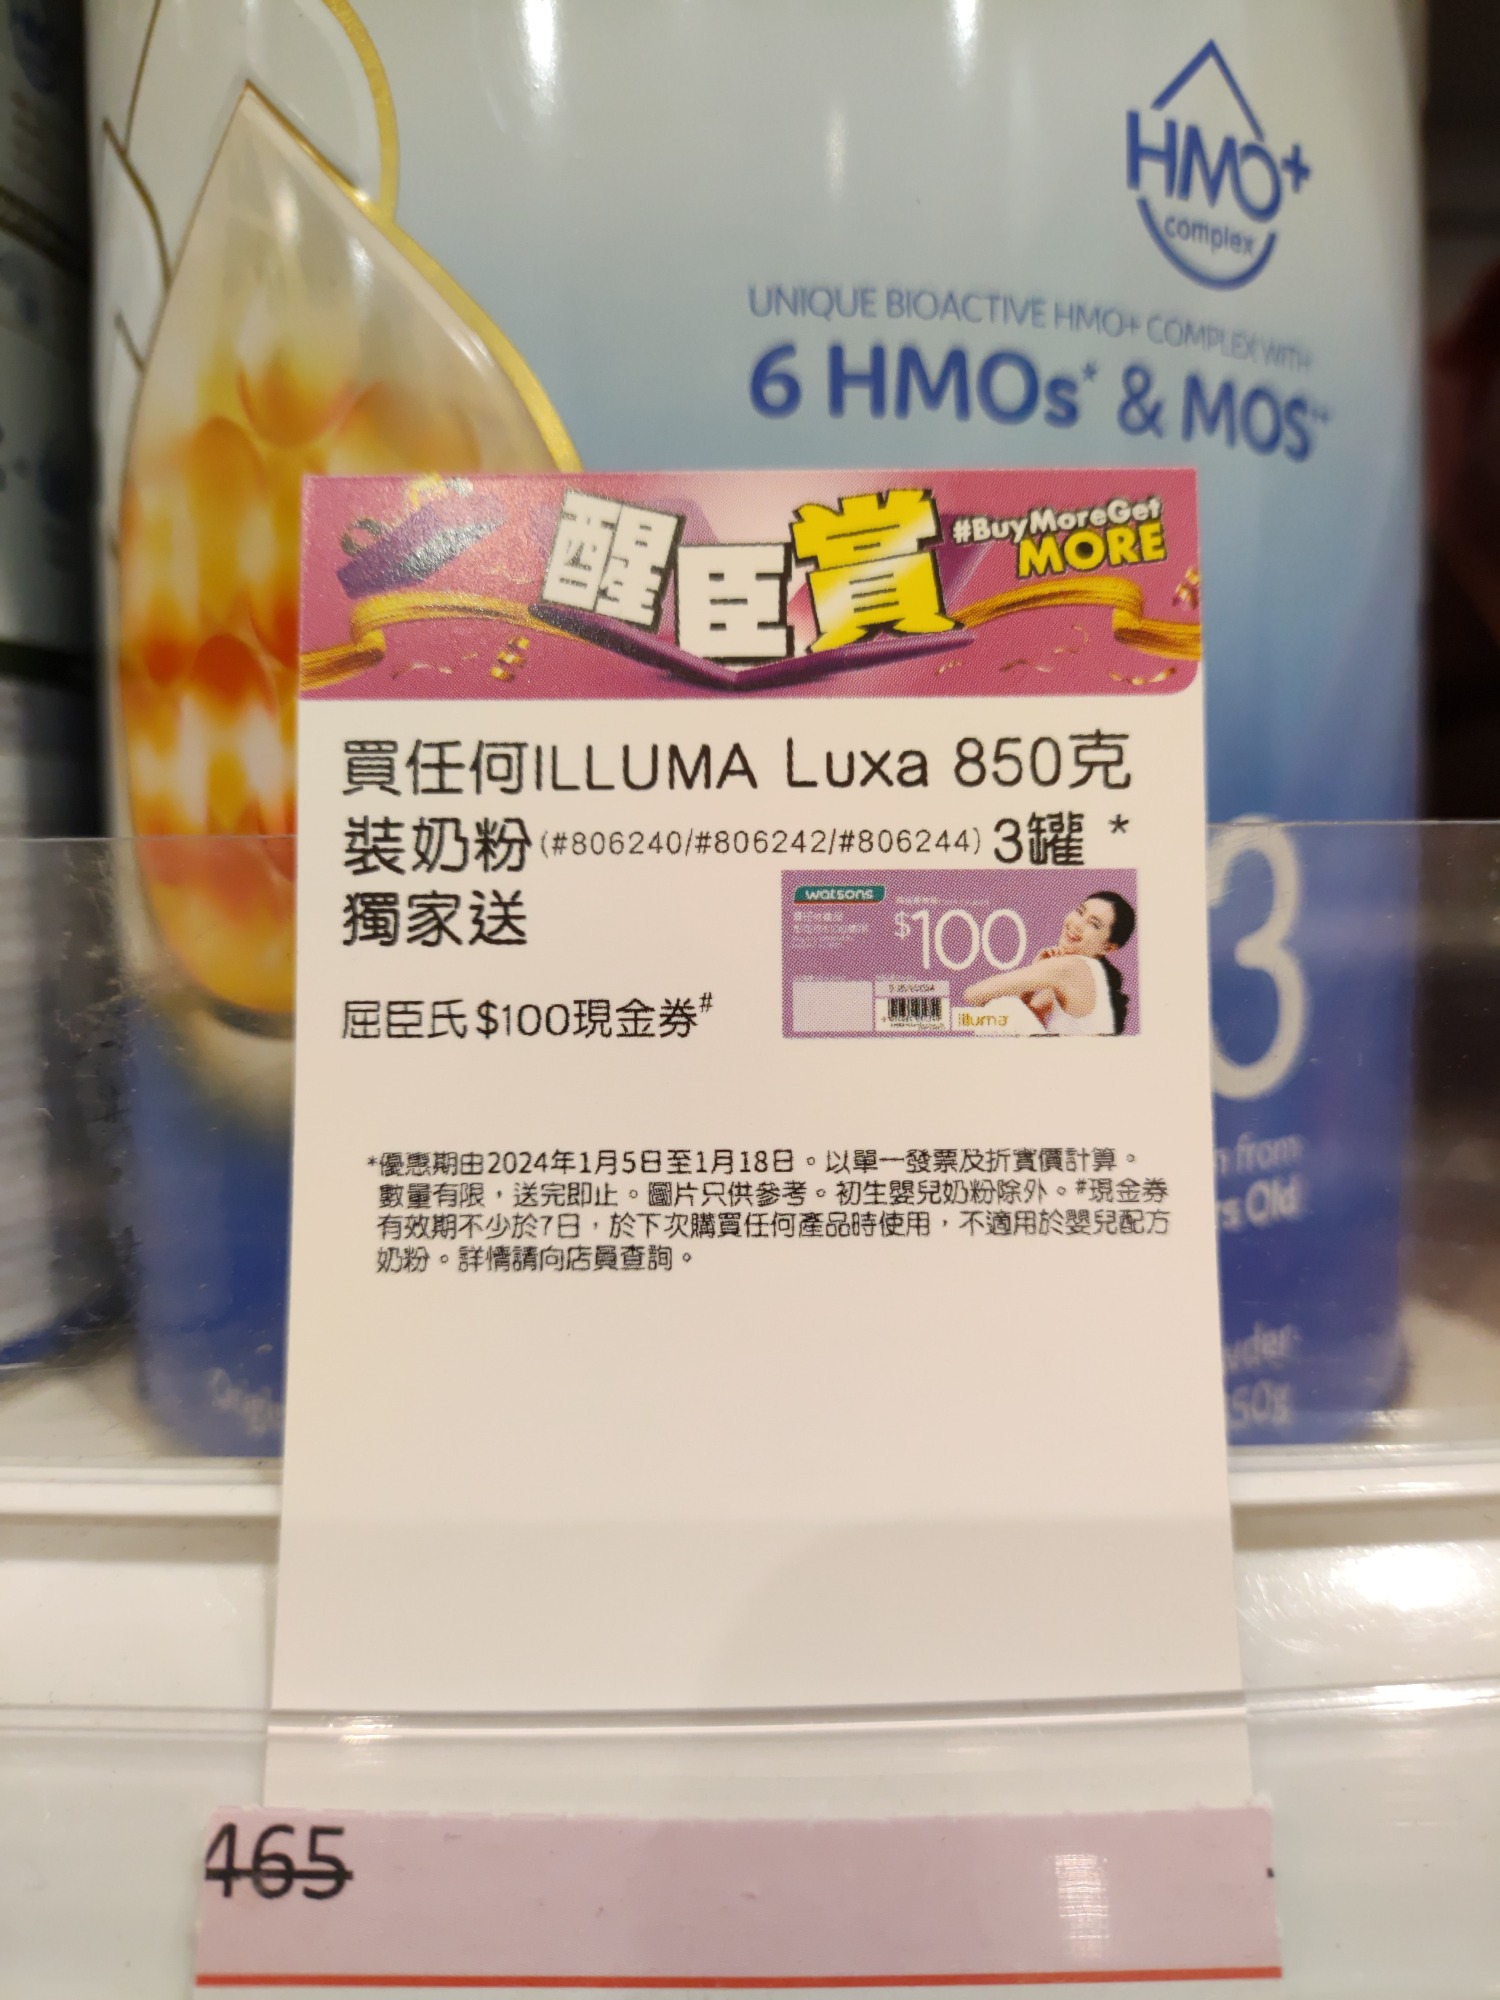 HMO+
complex
UNIQUE BIOACTIVE HMO+ COMPLEX WITH
6 HMOs* & MOS
醒臣賞
#BuyMoreGet
MORE
買任何ILLUMA Luxa 850克
裝奶粉(#806240/#806242/#806244) 3罐 *
獨家送
屈臣氏$100現金券#
watsons
$100
illuma
*優惠期由2024年1月5日至1月18日。以單一發票及折實價計算。
數量有限,送完即止。圖片只供參考。初生嬰兒奶粉除外。#現金券
有效期不少於7日,於下次購買任何產品時使用,不適用於嬰兒配方
奶粉。詳情請向店員查詢。
3
from
Old
50g
465